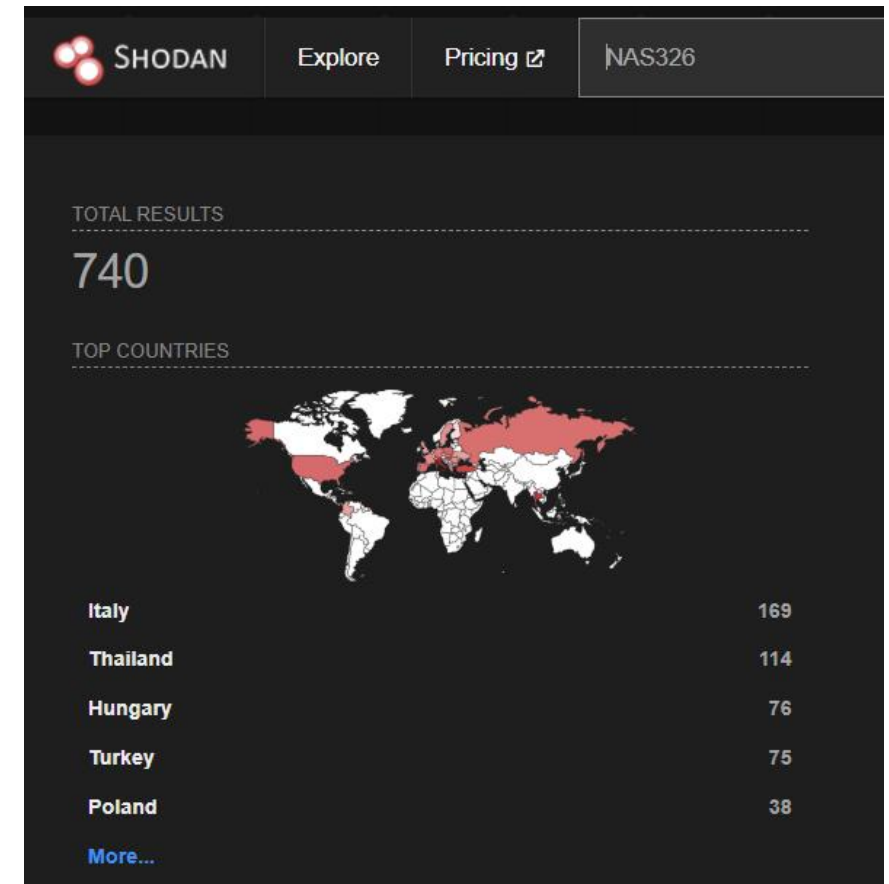 SHODAN Explore Pricing NAS326
TOTAL RESULTS
740
TOP COUNTRIES
Italy 169
Thailand 114
Hungary 76
Turkey 75
Poland 38
More...